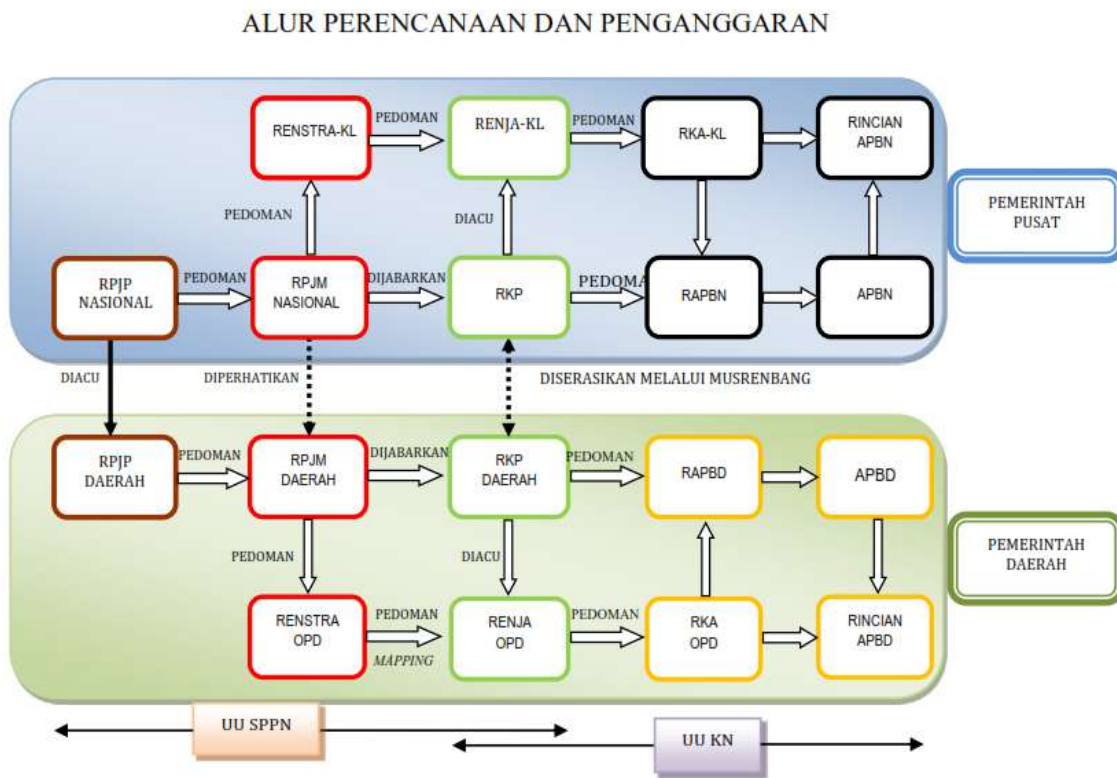 ALUR PERENCANAAN DAN PENGANGGARAN
RENSTRA-KL
PEDOMAN
RENJA-KL
PEDOMAN
RKA-KL
RINCIAN
APBN
PEMERINTAH
PUSAT
PEDOMAN
DIACU
RPJP
NASIONAL
PEDOMAN
RPJM
NASIONAL
DIJABARKAN
RKP
PEDOMA
RAPBN
APBN
DIACU
DIPERHATIKAN
DISERASIKAN MELALUI MUSRENBANG
RPJP
DAERAH
PEDOMAN
RPJM
DAERAH
DIJABARKAN
RKP
DAERAH
PEDOMAN
RAPBD
APBD
PEMERINTAH
DAERAH
PEDOMAN
DIACU
RENSTRA
OPD
PEDOMAN
MAPPING
RENJA
OPD
PEDOMAN
RKA
OPD
RINCIAN
APBD
UU SPPN
UU KN